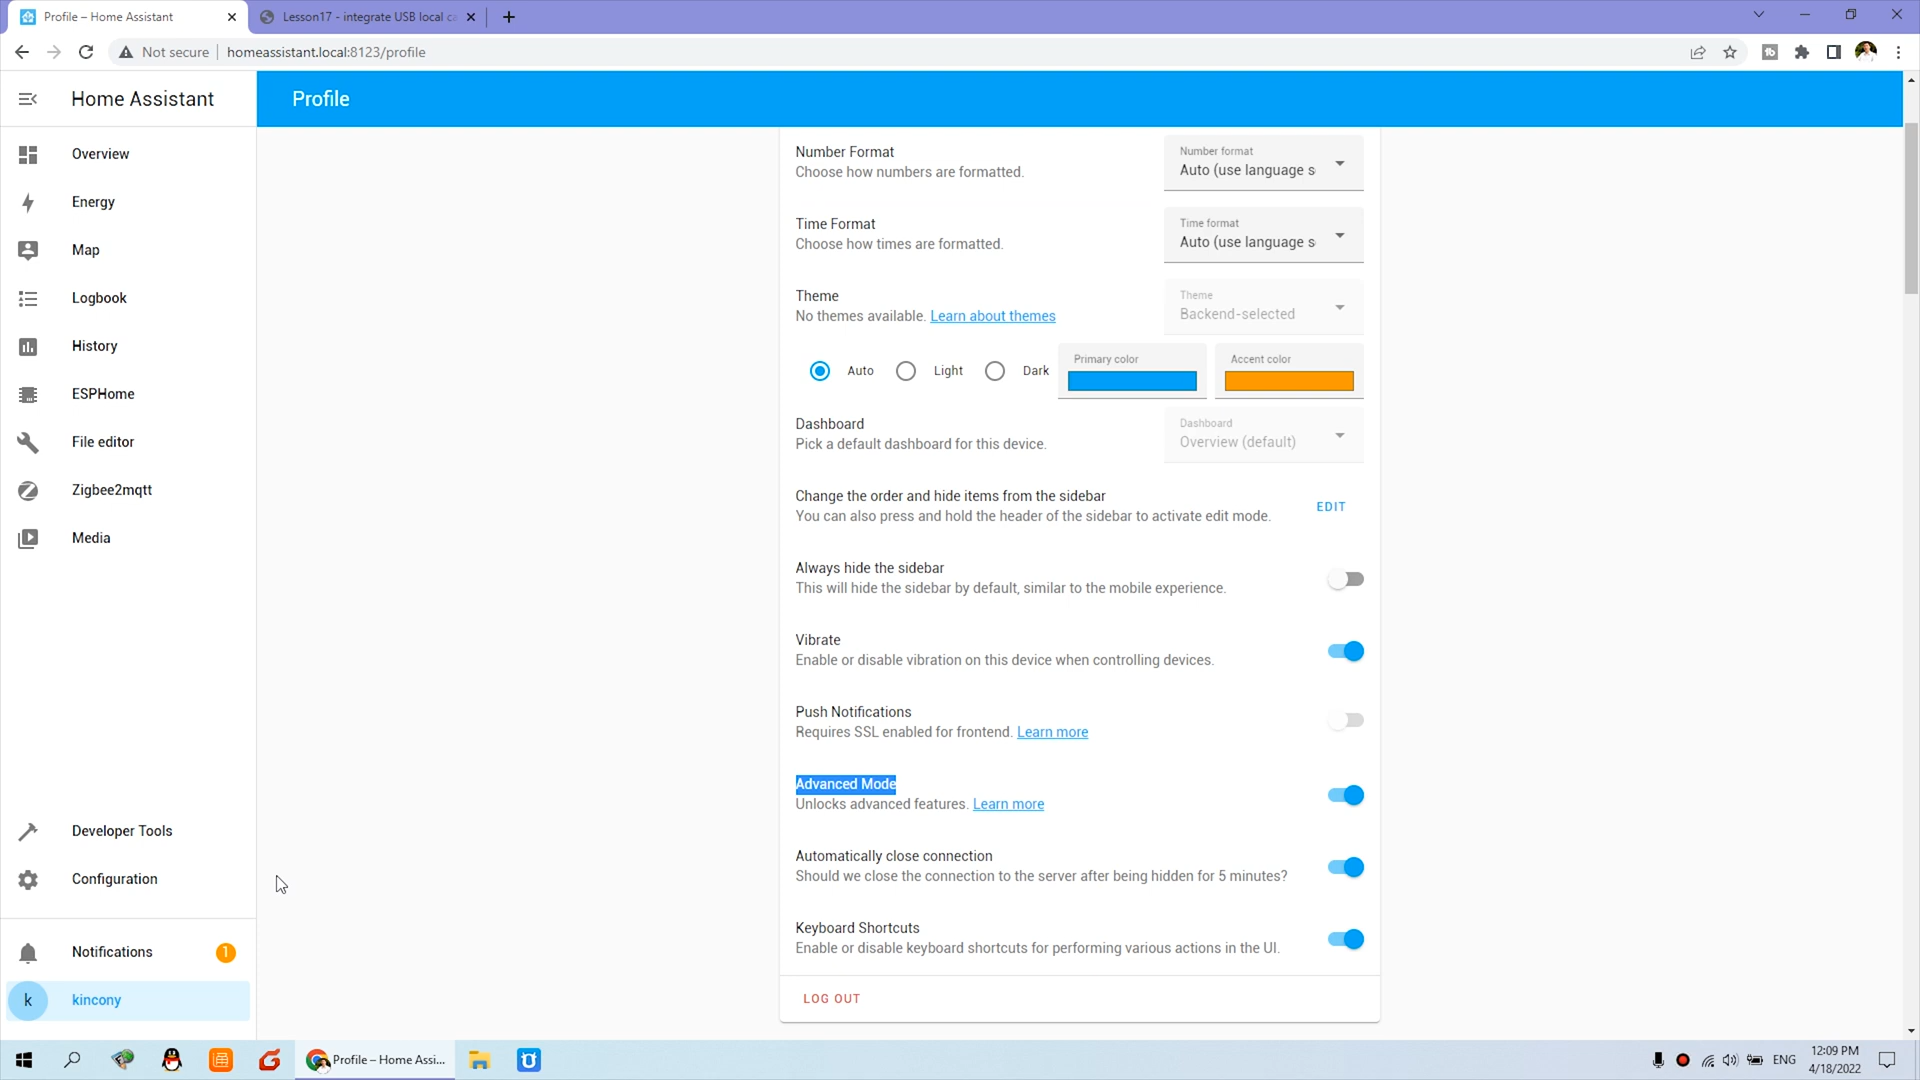 Profile – Home Assistant
Lesson17 - integrate USB local ca
Not secure
homeassistant.local:8123/profile
Home Assistant
Profile
Overview
Energy
Map
Logbook
History
ESPHome
File editor
Zigbee2mqtt
Media
Developer Tools
Configuration
Notifications
1
k
kincony
Number Format
Choose how numbers are formatted.
Number format
Auto (use language s
Time Format
Choose how times are formatted.
Time format
Auto (use language s
Theme
No themes available. Learn about themes
Theme
Backend-selected
Auto
Light
Dark
Primary color
Accent color
Dashboard
Pick a default dashboard for this device.
Dashboard
Overview (default)
Change the order and hide items from the sidebar
You can also press and hold the header of the sidebar to activate edit mode.
EDIT
Always hide the sidebar
This will hide the sidebar by default, similar to the mobile experience.
Vibrate
Enable or disable vibration on this device when controlling devices.
Push Notifications
Requires SSL enabled for frontend. Learn more
Advanced Mode
Unlocks advanced features. Learn more
Automatically close connection
Should we close the connection to the server after being hidden for 5 minutes?
Keyboard Shortcuts
Enable or disable keyboard shortcuts for performing various actions in the UI.
LOG OUT
Profile – Home Assi...
ENG
12:09 PM
4/18/2022